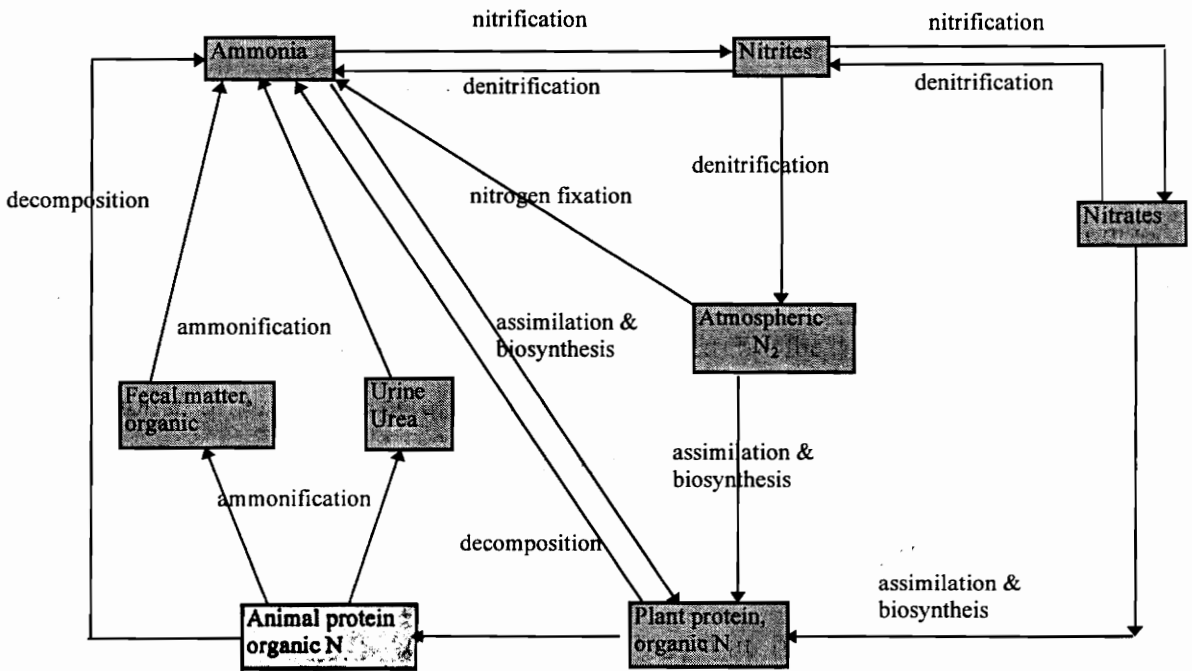 nitrification
nitrification
Ammonia
Nitrites
denitrification
denitrification
denitrification
decomposition
nitrogen fixation
Nitrates
Atmospheric
N2
assimilation &
biosynthesis
ammonification
Fecal matter,
organic
Urine
Urea
assimilation &
biosynthesis
ammonification
decomposition
assimilation &
biosyntheis
Animal protein
organic N
Plant protein,
organic N